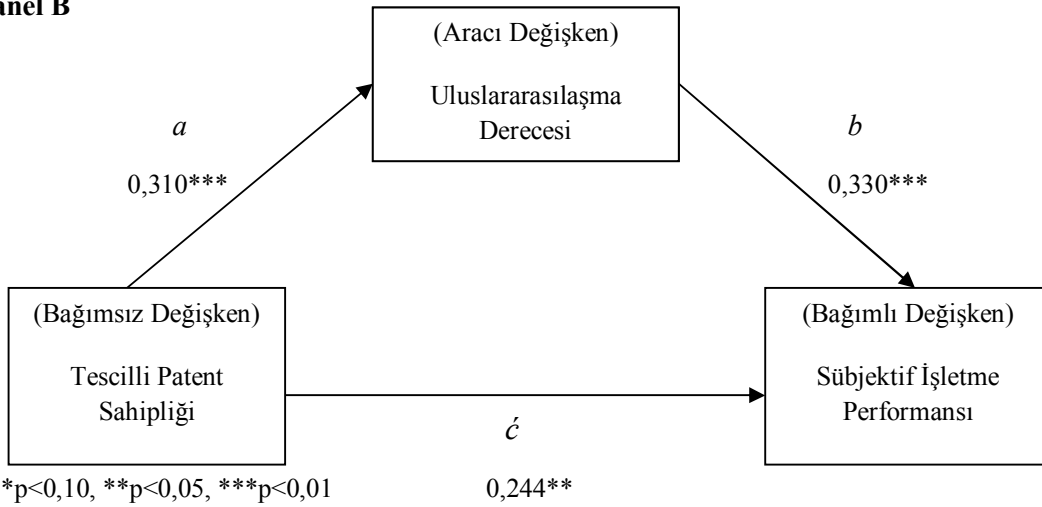 anel B
(Aracı Değişken)
Uluslararasılaşma
Derecesi
a
0,310***
b
0,330***
(Bağımsız Değişken)
Tescilli Patent
Sahipliği
(Bağımlı Değişken)
Sübjektif İşletme
Performansı
ć
0,244**
*p<0,10, **p<0,05, ***p<0,01